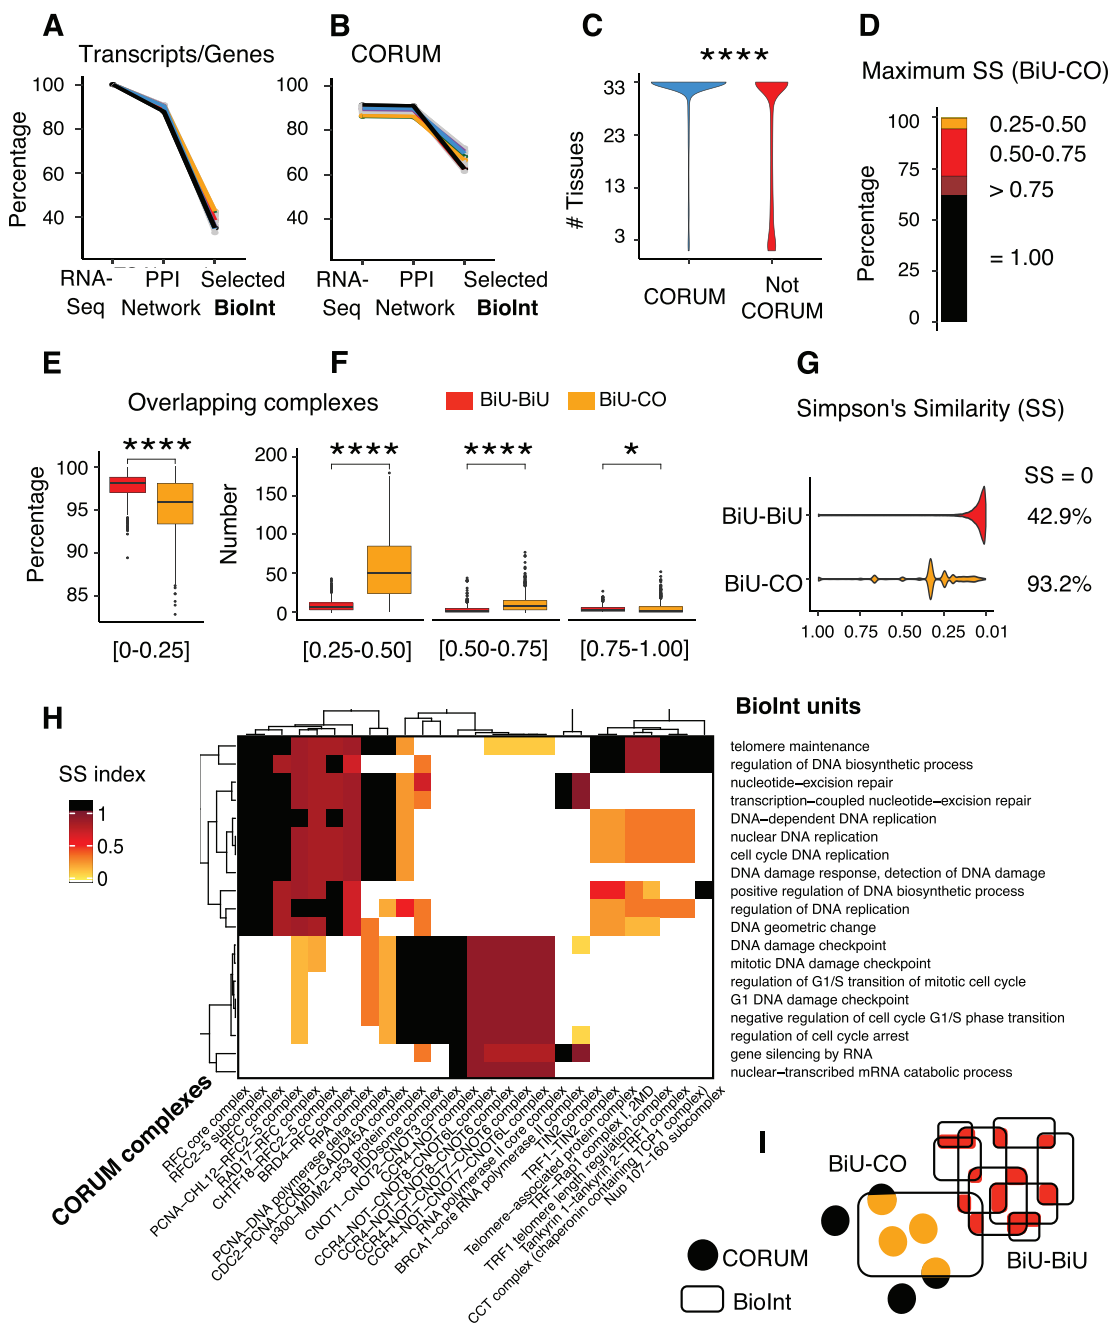 A
Transcripts/Genes
Percentage
100
80
60
40
RNA-
Seq
PPI
Network
Selected
BioInt
B
CORUM
100
80
60
40
RNA-
Seq
PPI
Network
Selected
BioInt
C
****
# Tissues
33
23
13
3
CORUM
Not
CORUM
D
Maximum SS (BiU-CO)
Percentage
100
75
50
25
0
0.25-0.50
0.50-0.75
> 0.75
= 1.00
E
F
Overlapping complexes
BiU-BiU
BiU-CO
Percentage
100
95
90
85
****
[0-0.25]
Number
200
150
100
50
0
****
****
*
[0.25-0.50]
[0.50-0.75]
[0.75-1.00]
G
Simpson's Similarity (SS)
SS = 0
BiU-BiU
42.9%
BiU-CO
93.2%
1.00 0.75 0.50 0.25 0.01
H
SS index
1
0.5
0
BioInt units
telomere maintenance
regulation of DNA biosynthetic process
nucleotide−excision repair
transcription−coupled nucleotide−excision repair
DNA−dependent DNA replication
nuclear DNA replication
cell cycle DNA replication
DNA damage response, detection of DNA damage
positive regulation of DNA biosynthetic process
regulation of DNA replication
DNA geometric change
DNA damage checkpoint
mitotic DNA damage checkpoint
regulation of G1/S transition of mitotic cell cycle
G1 DNA damage checkpoint
negative regulation of cell cycle G1/S phase transition
regulation of cell cycle arrest
gene silencing by RNA
nuclear−transcribed mRNA catabolic process
CORUM complexes
RFC core complex
RFC2−5 subcomplex
RFC complex
PCNA−CHL12−RFC2−5 complex
RAD17−RFC complex
CHTF18−RFC2−5 complex
BRD4−RFC complex
RPA complex
PCNA−DNA polymerase delta complex
CDC2−PCNA−CCNB1−GADD45A complex
p300−MDM2−p53 protein complex
PIDDosome complex
CNOT1−CNOT2−CNOT3 complex
CCR4−NOT complex
CCR4−NOT−CNOT8−CNOT6L complex
CCR4−NOT−CNOT8−CNOT6 complex
CCR4−NOT−CNOT7−CNOT6 complex
CCR4−NOT−CNOT7−CNOT6L complex
RNA polymerase II core complex
BRCA1−core RNA polymerase II complex
TIN2 complex
TRF1−TIN2 complex
Telomere−associated protein complex
TRF−Rap1 complex I, 2MD
TRF1 telomere length regulation complex
Tankyrin 1−tankyrin 2−TRF1 complex
CCT complex (chaperonin containing TCP1 complex)
Nup 107−160 subcomplex
I
BiU-CO
CORUM
BioInt
BiU-BiU